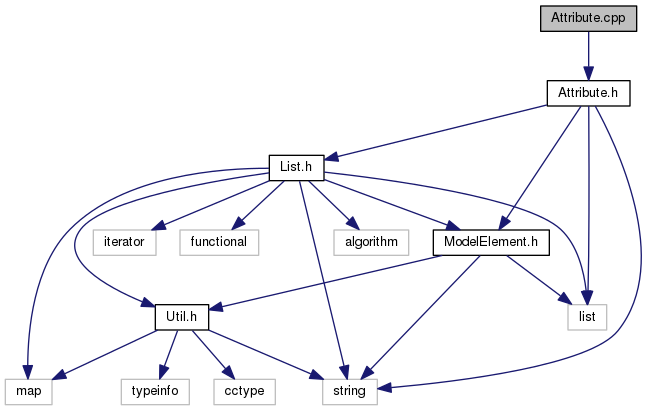 Attribute.cpp
Attribute.h
List.h
iterator
functional
algorithm
ModelElement.h
Util.h
list
map
typeinfo
cctype
string